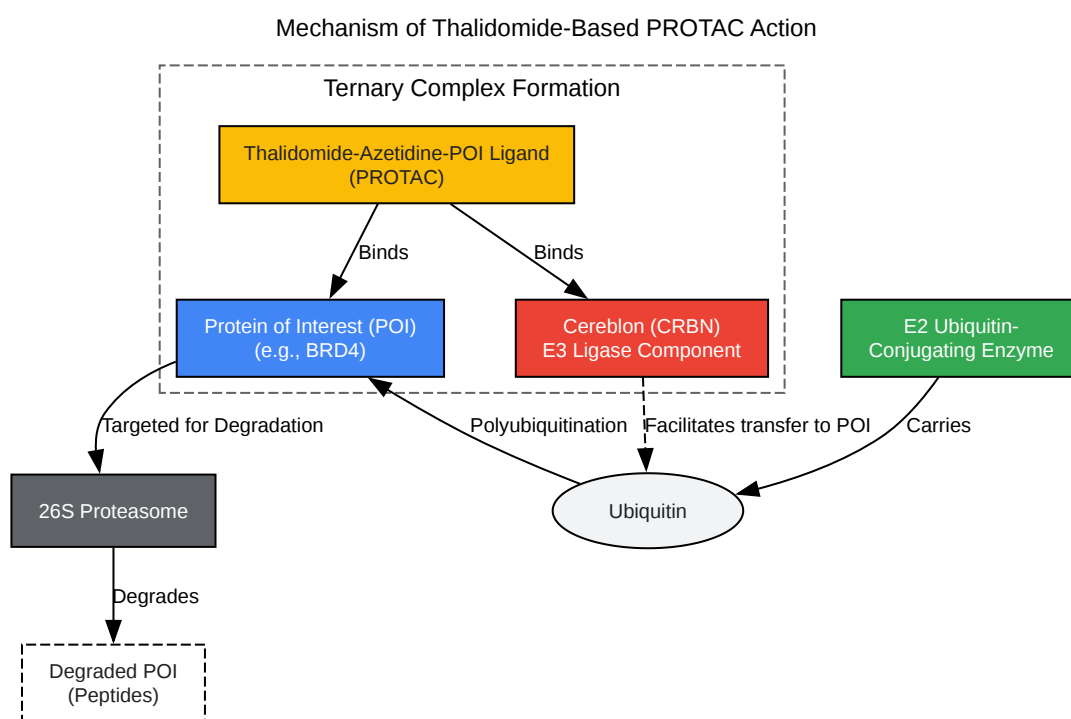 Mechanism of Thalidomide-Based PROTAC Action
Ternary Complex Formation
Thalidomide-Azetidine-POI Ligand
(PROTAC)
Binds
Binds
Protein of Interest (POI)
(e.g., BRD4)
Cereblon (CRBN)
E3 Ligase Component
E2 Ubiquitin-
Conjugating Enzyme
Targeted for Degradation
Polyubiquitination
Facilitates transfer to POI
Carries
26S Proteasome
Ubiquitin
Degrades
Degraded POI
(Peptides)